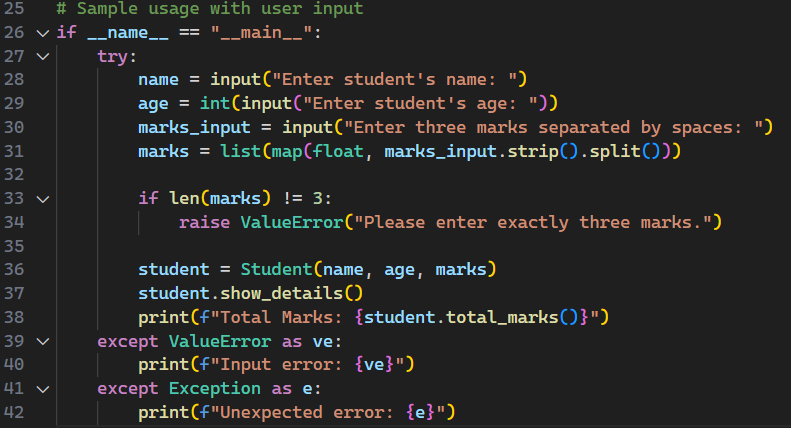 25 # Sample usage with user input
26 if __name__ == "__main__":
27 try:
28 name = input("Enter student's name: ")
29 age = int(input("Enter student's age: "))
30 marks_input = input("Enter three marks separated by spaces: ")
31 marks = list(map(float, marks_input.strip().split()))
32
33 if len(marks) != 3:
34 raise ValueError("Please enter exactly three marks.")
35
36 student = Student(name, age, marks)
37 student.show_details()
38 print(f"Total Marks: {student.total_marks()}")
39 except ValueError as ve:
40 print(f"Input error: {ve}")
41 except Exception as e:
42 print(f"Unexpected error: {e}")